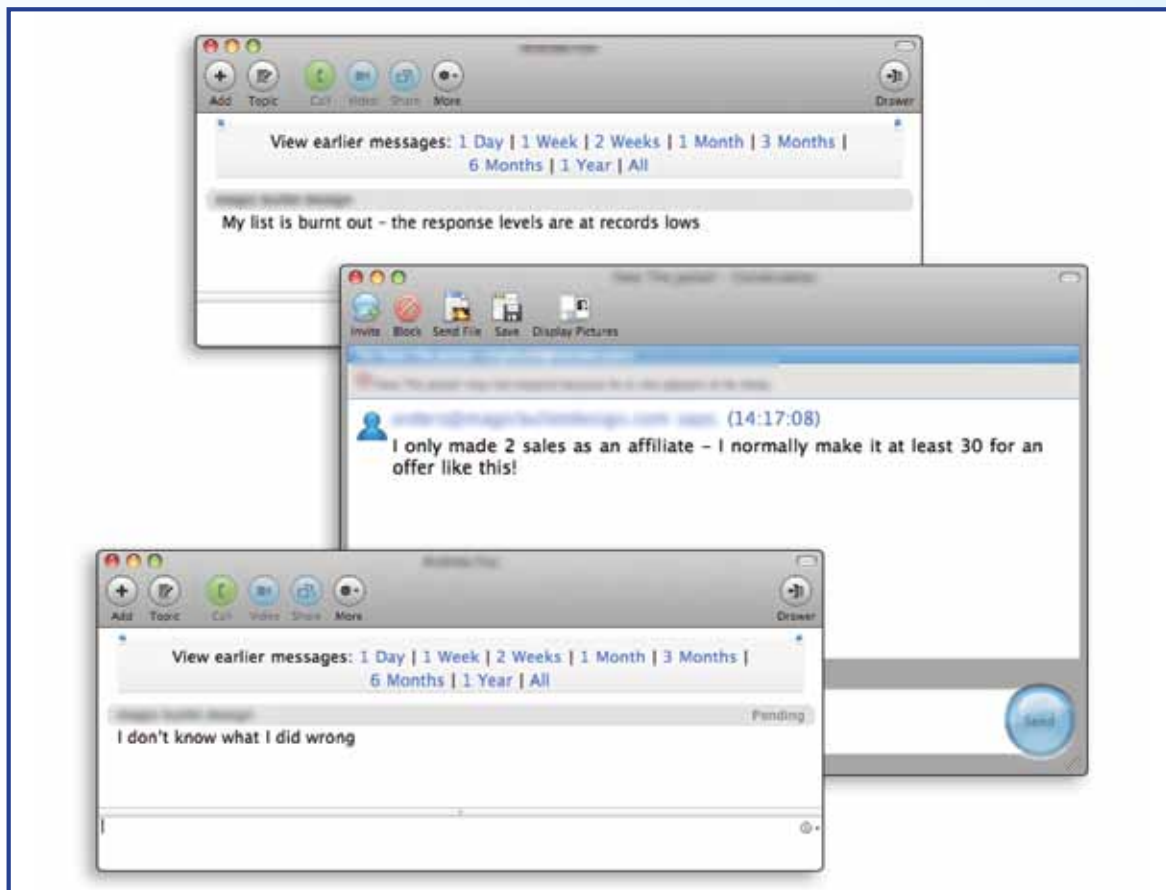 Add Topic Call Video Share More Drawer
View earlier messages: 1 Day | 1 Week | 2 Weeks | 1 Month | 3 Months |
6 Months | 1 Year | All
My list is burnt out – the response levels are at records lows
Invite Block Send File Save Display Pictures
(14:17:08)
I only made 2 sales as an affiliate – I normally make it at least 30 for an
offer like this!
Send
Add Topic Call Video Share More Drawer
View earlier messages: 1 Day | 1 Week | 2 Weeks | 1 Month | 3 Months |
6 Months | 1 Year | All
Pending
I don't know what I did wrong